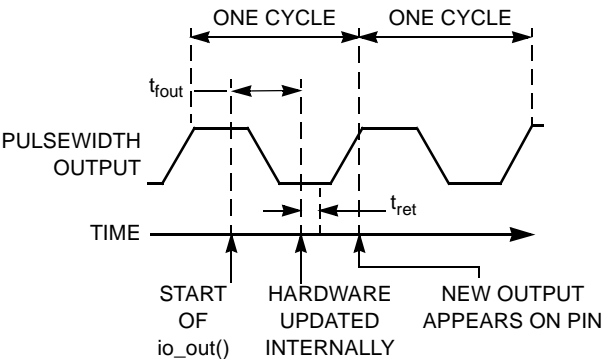 ONE CYCLE
ONE CYCLE
tfout
PULSEWIDTH
OUTPUT
tret
TIME
START
OF
io_out()
HARDWARE
UPDATED
INTERNALLY
NEW OUTPUT
APPEARS ON PIN